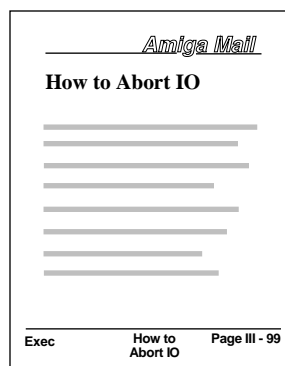 Amiga Mail
How to Abort IO
Exec How to Page III - 99
Abort IO